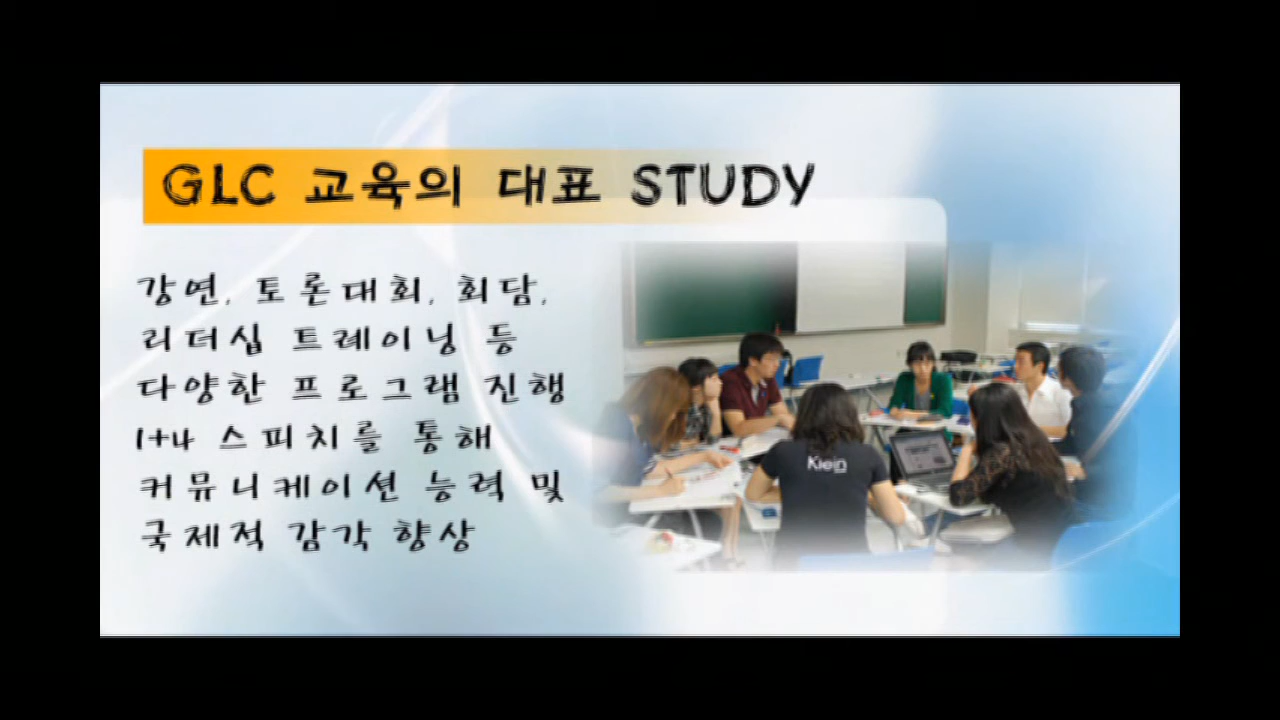 GLC 교육의 대표 STUDY
강연, 토론대회, 회담,
리더십 트레이닝 등
다양한 프로그램 진행
1+4 스피치를 통해
커뮤니케이션 능력 및
국제적 감각 향상
Klein